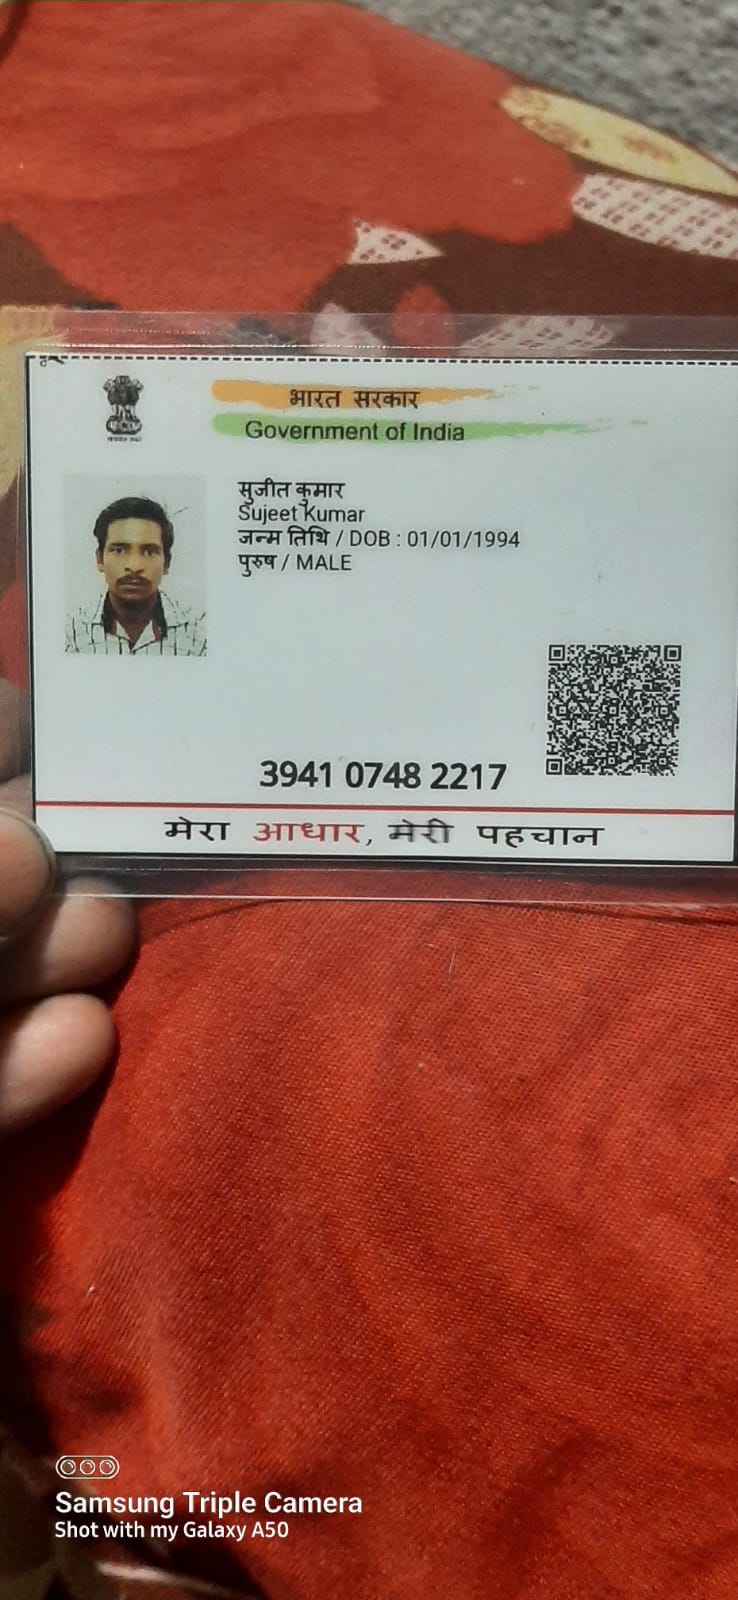 भारत सरकार
Government of India
सुजीत कुमार
Sujeet Kumar
जन्म तिथि / DOB : 01/01/1994
पुरुष / MALE
3941 0748 2217
मेरा आधार, मेरी पहचान
Samsung Triple Camera
Shot with my Galaxy A50